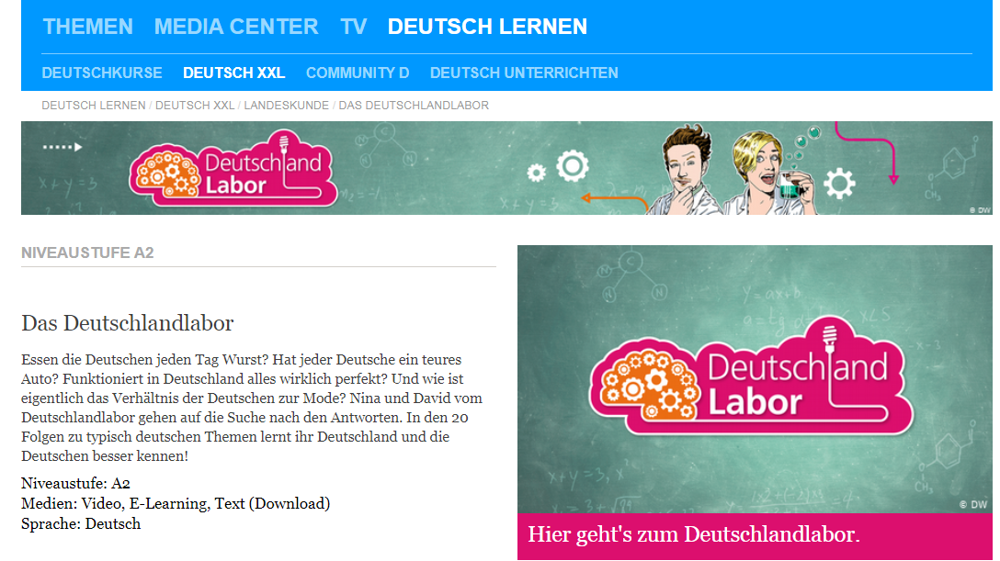 THEMEN MEDIA CENTER TV DEUTSCH LERNEN
DEUTSCHKURSE DEUTSCH XXL COMMUNITY D DEUTSCH UNTERRICHTEN
DEUTSCH LERNEN / DEUTSCH XXL / LANDESKUNDE / DAS DEUTSCHLANDLABOR
Deutschland
Labor
x + y = 3
CH3
© DW
NIVEAUSTUFE A2
Das Deutschlandlabor
Essen die Deutschen jeden Tag Wurst? Hat jeder Deutsche ein teures
Auto? Funktioniert in Deutschland alles wirklich perfekt? Und wie ist
eigentlich das Verhältnis der Deutschen zur Mode? Nina und David vom
Deutschlandlabor gehen auf die Suche nach den Antworten. In den 20
Folgen zu typisch deutschen Themen lernt ihr Deutschland und die
Deutschen besser kennen!
Niveaustufe: A2
Medien: Video, E-Learning, Text (Download)
Sprache: Deutsch
y = ax+b
Deutschland
Labor
CH3
© DW
Hier geht's zum Deutschlandlabor.